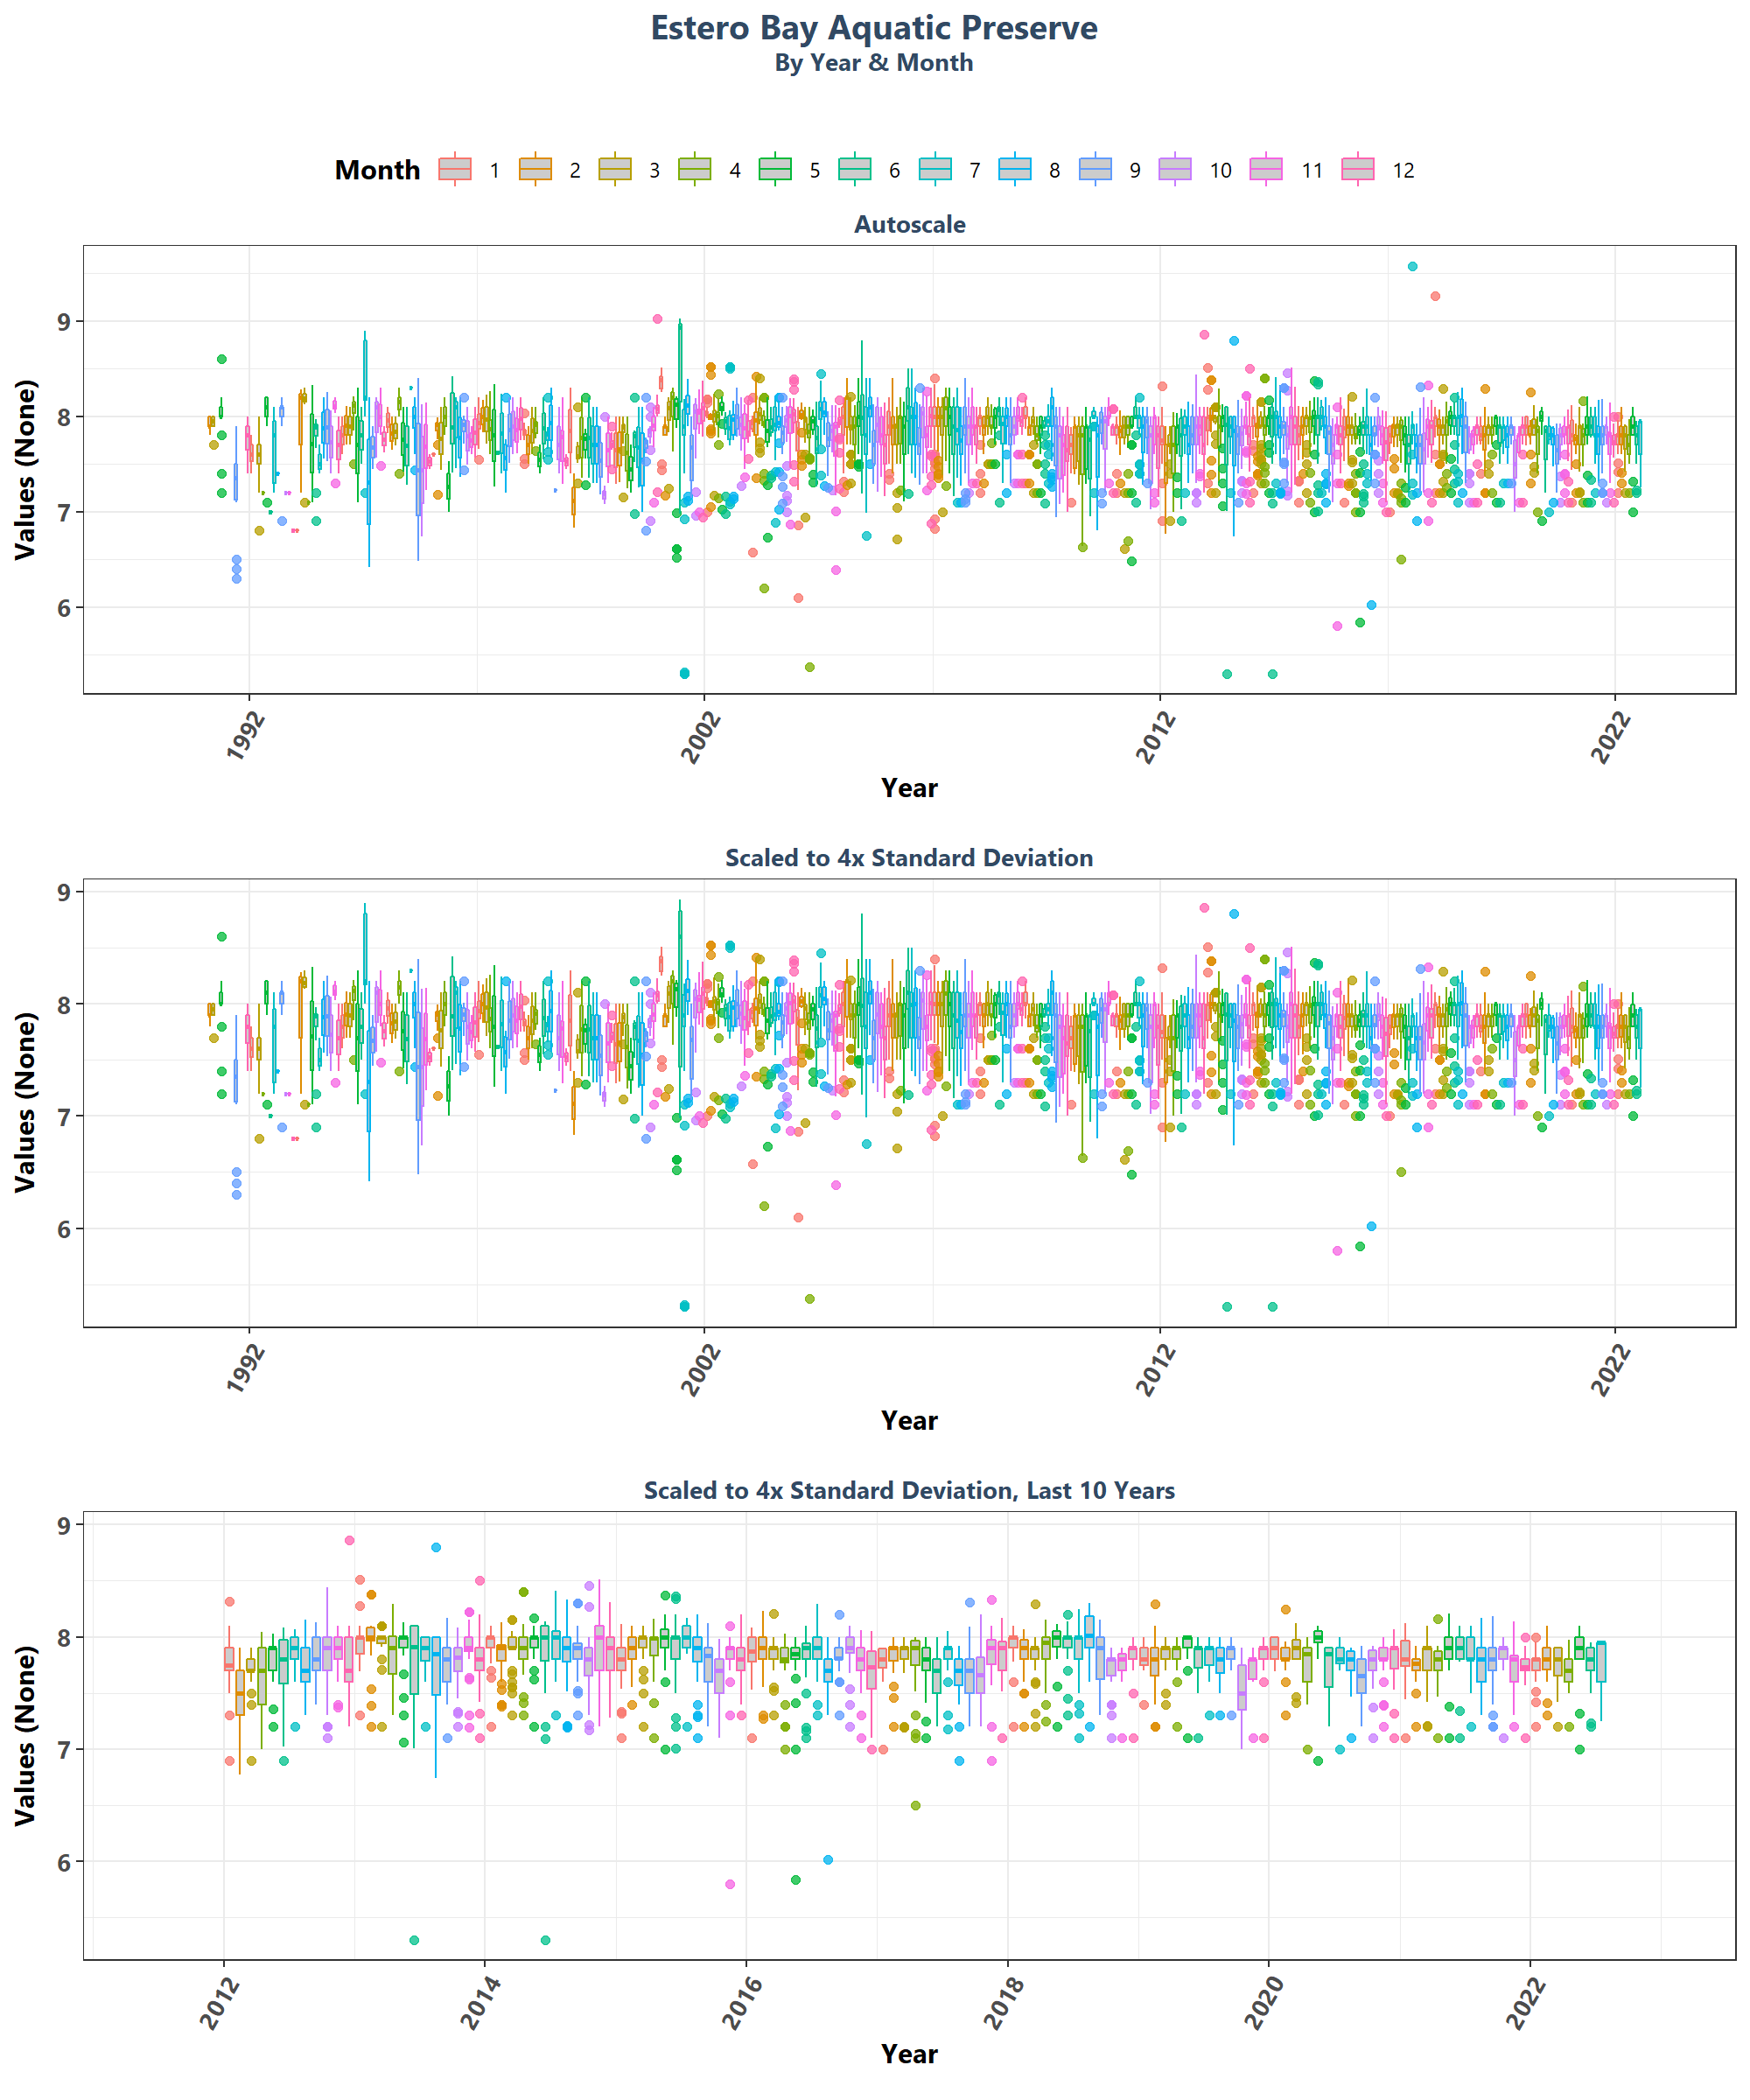 Estero Bay Aquatic Preserve
By Year & Month
Month 1 2 3 4 5 6 7 8 9 10 11 12
Autoscale
Values (None)
9
8
7
6
1992 2002 2012 2022
Year
Scaled to 4x Standard Deviation
Values (None)
9
8
7
6
1992 2002 2012 2022
Year
Scaled to 4x Standard Deviation, Last 10 Years
Values (None)
9
8
7
6
2012 2014 2016 2018 2020 2022
Year